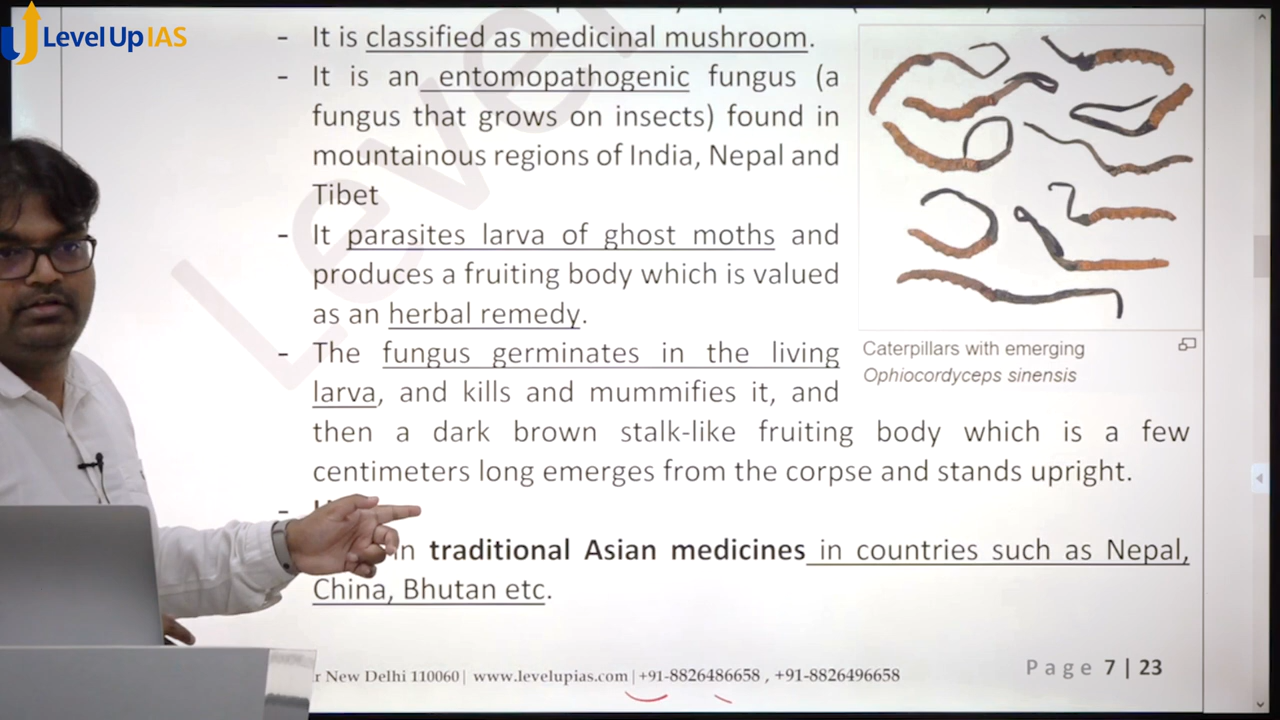 Level Up IAS
- It is classified as medicinal mushroom.
- It is an entomopathogenic fungus (a
fungus that grows on insects) found in
mountainous regions of India, Nepal and
Tibet
- It parasites larva of ghost moths and
produces a fruiting body which is valued
as an herbal remedy.
- The fungus germinates in the living
larva, and kills and mummifies it, and
then a dark brown stalk-like fruiting body which is a few
centimeters long emerges from the corpse and stands upright.
-
in traditional Asian medicines in countries such as Nepal,
China, Bhutan etc.
Caterpillars with emerging
Ophiocordyceps sinensis
r New Delhi 110060| www.levelupias.com | +91-8826486658 , +91-8826496658
Page 7 | 23